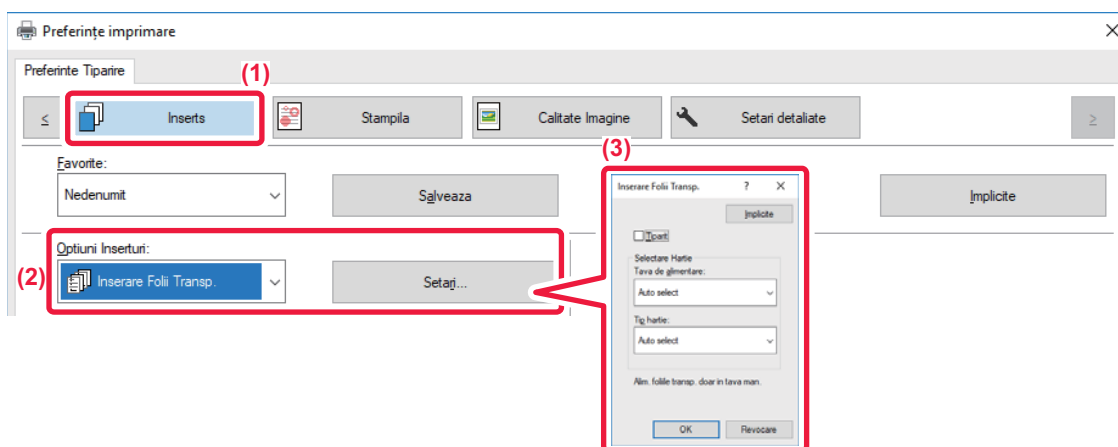 Preferințe imprimare
Preferinte Tiparire
(1)
≤ Inserts Stampila Calitate Imagine Setari detaliate ≥
(3)
Favorite:
Nedenumit Salveaza Implicite
Optiuni Inserturi:
(2) Inserare Folii Transp. Setari...
Inserare Folii Transp. ? X
Implicite
Tiparit
Selectare Hartie
Tava de alimentare:
Auto select
Tip hartie:
Auto select
Alim. foliile transp. doar in tava man.
OK Revocare